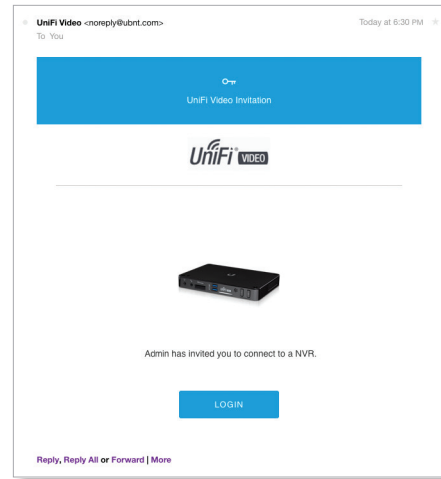 UniFi Video <noreply@ubnt.com> Today at 6:30 PM
To You
UniFi Video Invitation
UniFi VIDEO
Admin has invited you to connect to a NVR.
LOGIN
Reply, Reply All or Forward | More